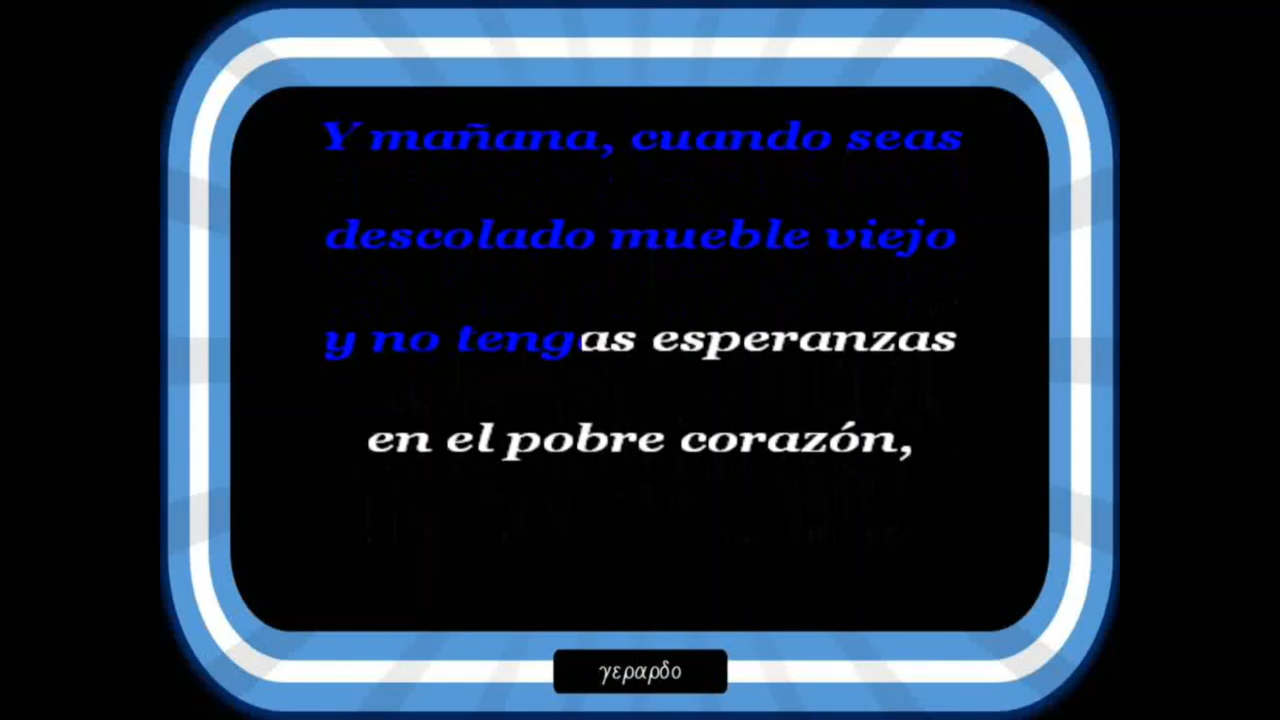 Y mañana, cuando seas
descolado mueble viejo
y no tengas esperanzas
en el pobre corazón,
γεραρδο